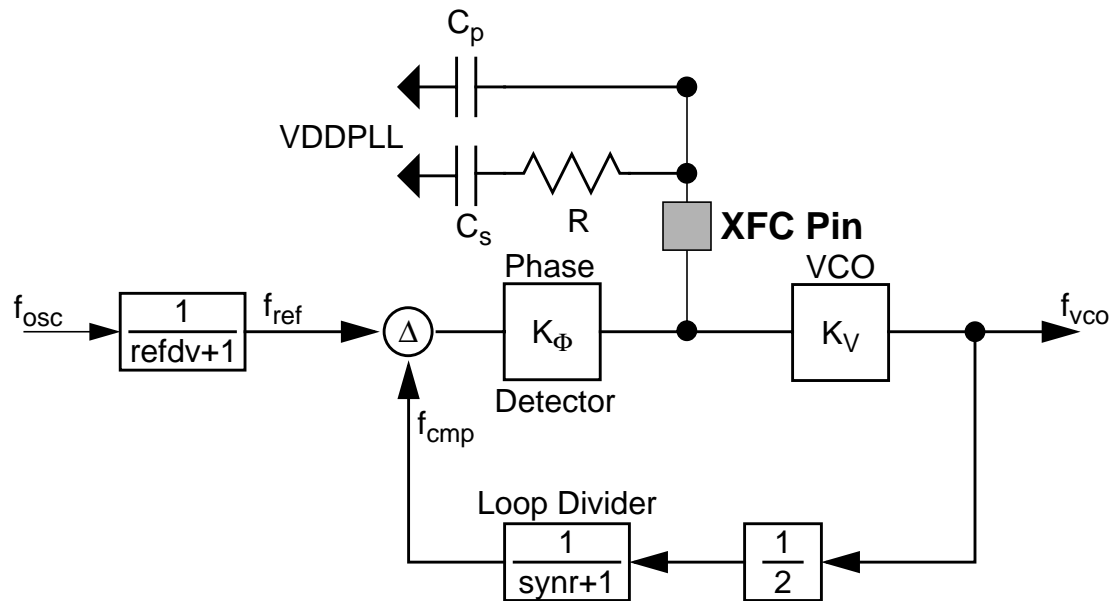 Cp
VDDPLL
Cs
R
XFC Pin
Phase
VCO
fosc
1
refdv+1
fref
Δ
KΦ
KV
fvco
Detector
fcmp
Loop Divider
1
synr+1
1
2